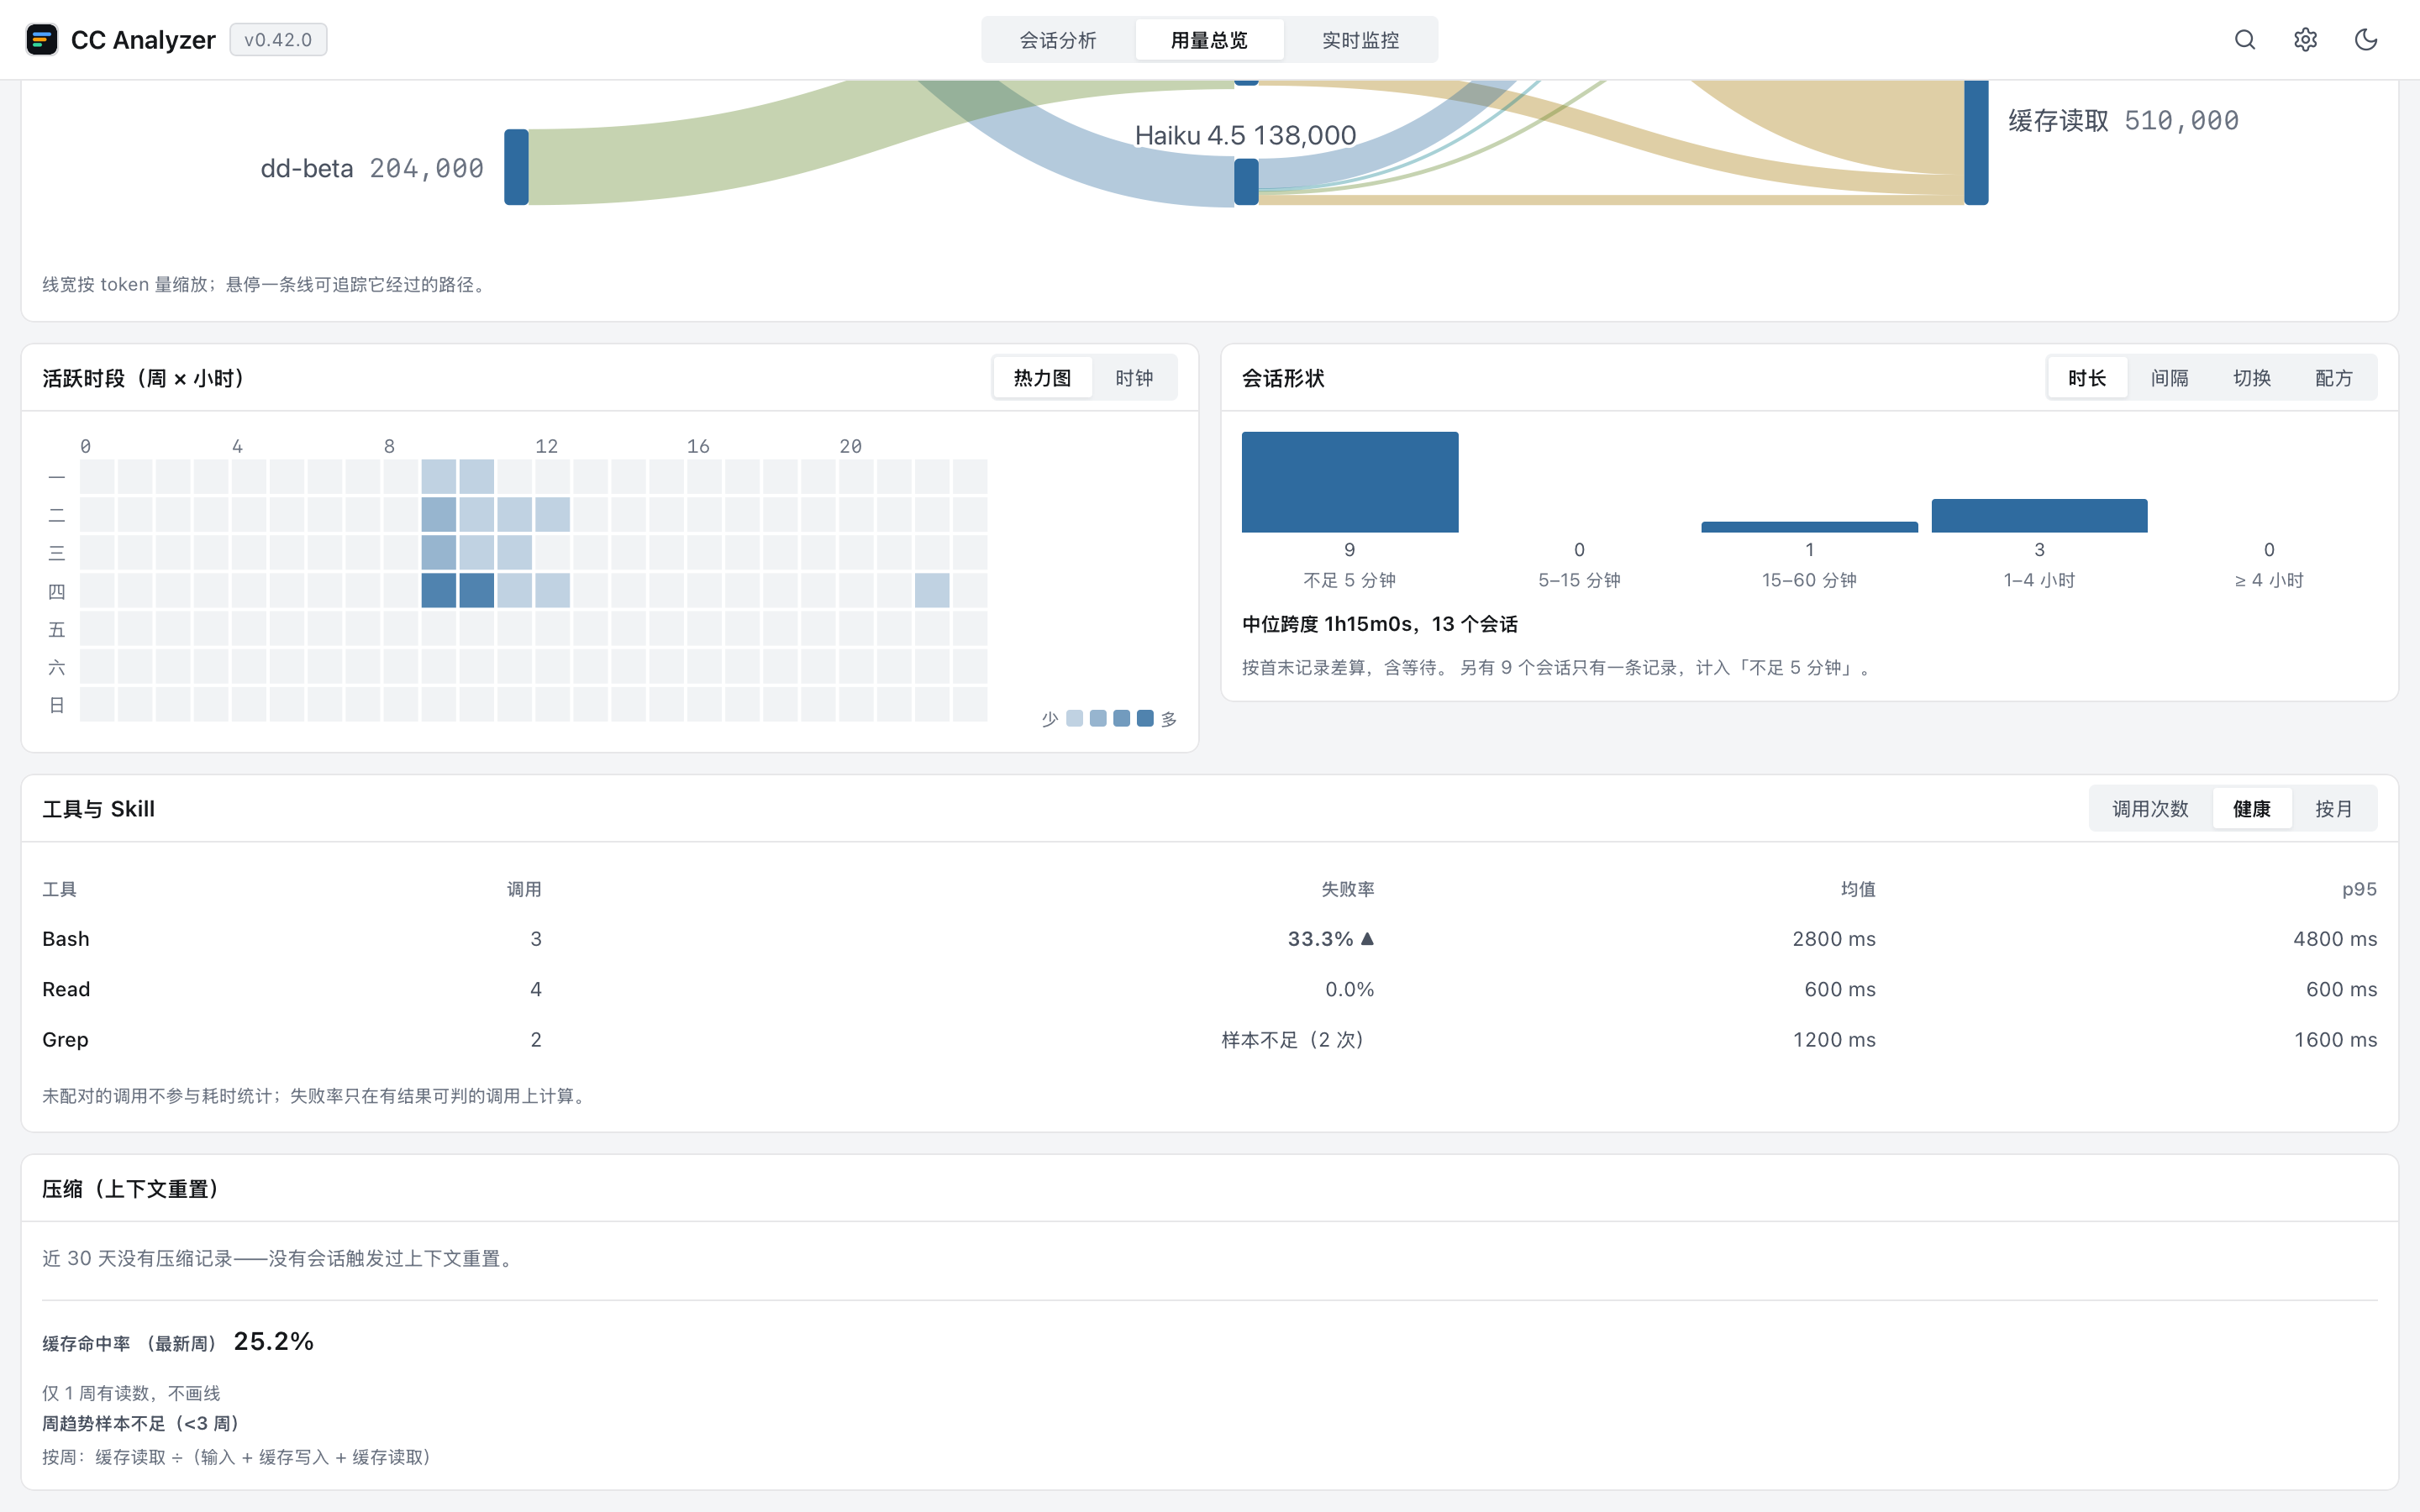 CC Analyzer v0.42.0
会话分析 用量总览 实时监控
Haiku 4.5 138,000
缓存读取 510,000
dd-beta 204,000
线宽按 token 量缩放；悬停一条线可追踪它经过的路径。
活跃时段（周 × 小时）
热力图 时钟
0 4 8 12 16 20
一
二
三
四
五
六
日
少 多
会话形状
时长 间隔 切换 配方
9 0 1 3 0
不足 5 分钟 5–15 分钟 15–60 分钟 1–4 小时 ≥ 4 小时
中位跨度 1h15m0s，13 个会话
按首末记录差算，含等待。 另有 9 个会话只有一条记录，计入「不足 5 分钟」。
工具与 Skill
调用次数 健康 按月
工具 调用 失败率 均值 p95
Bash 3 33.3% ▲ 2800 ms 4800 ms
Read 4 0.0% 600 ms 600 ms
Grep 2 样本不足（2 次） 1200 ms 1600 ms
未配对的调用不参与耗时统计；失败率只在有结果可判的调用上计算。
压缩（上下文重置）
近 30 天没有压缩记录——没有会话触发过上下文重置。
缓存命中率 （最新周） 25.2%
仅 1 周有读数，不画线
周趋势样本不足（<3 周）
按周：缓存读取 ÷（输入 + 缓存写入 + 缓存读取）